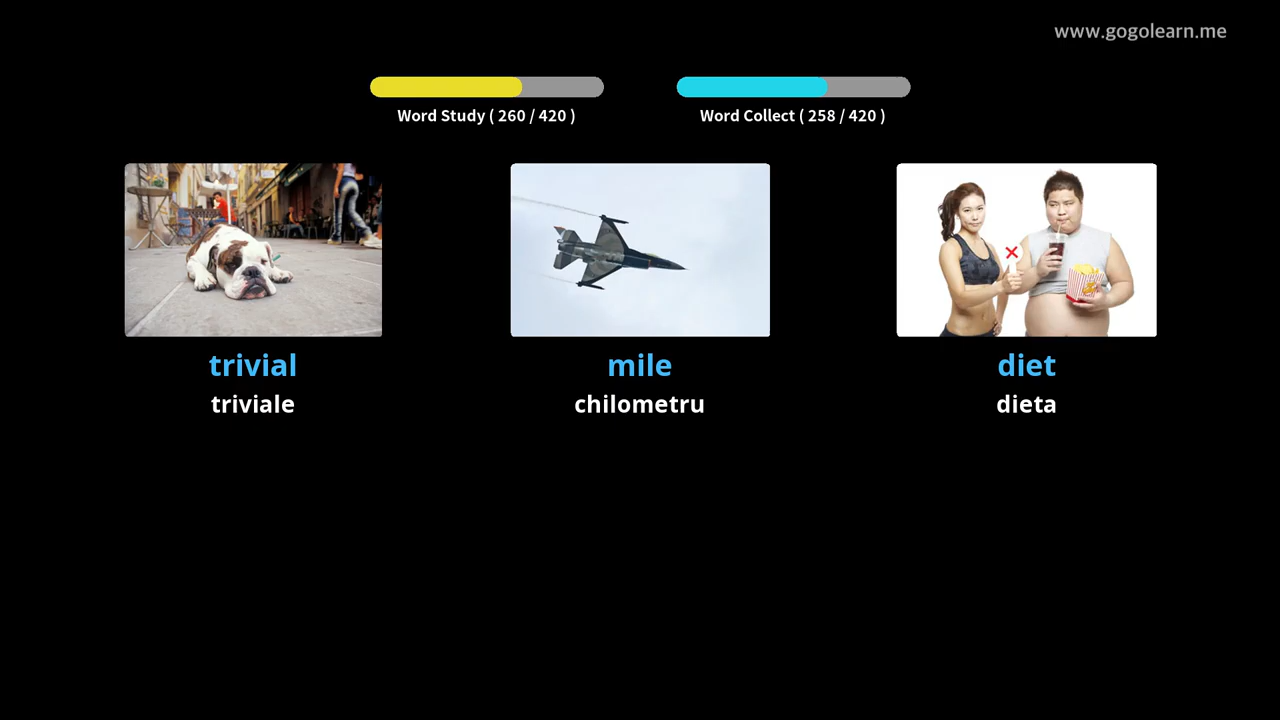 www.gogolearn.me
Word Study ( 260 / 420 )
Word Collect ( 258 / 420 )
trivial
triviale
mile
chilometru
diet
dieta